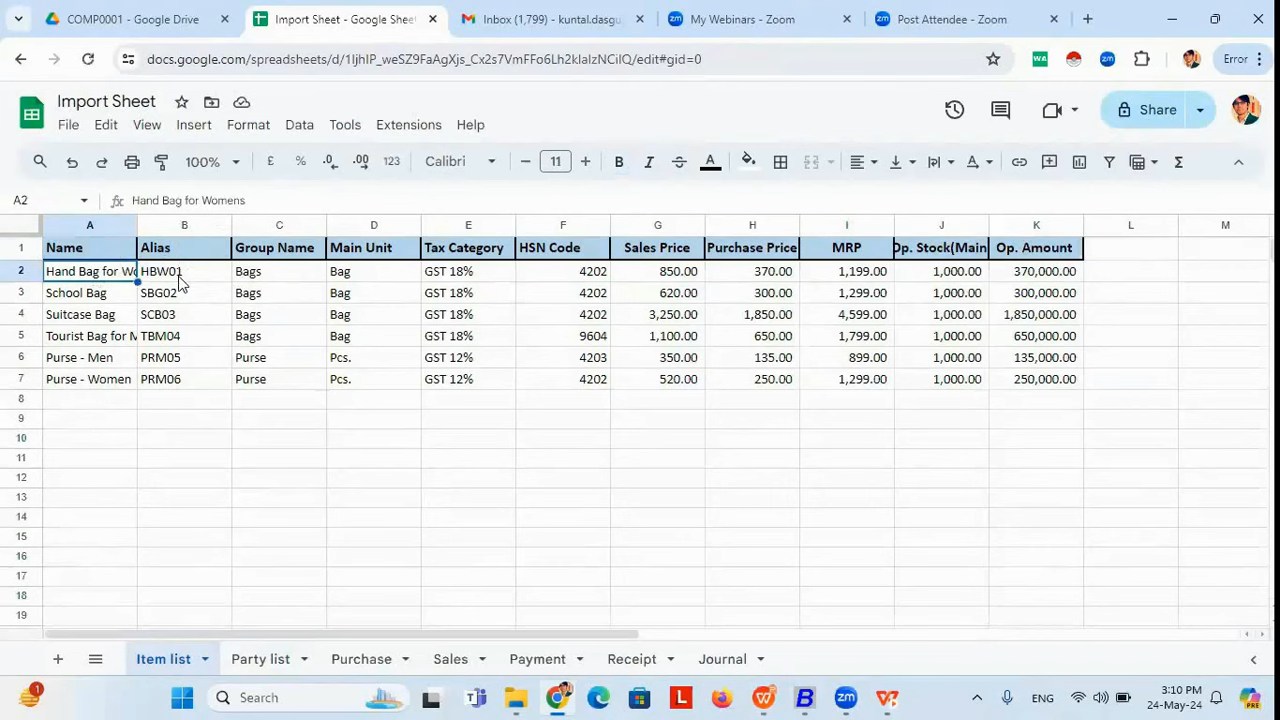 COMP0001 - Google Drive
Import Sheet - Google Shee
Inbox (1,799) - kuntal.dasgu
My Webinars - Zoom
Post Attendee - Zoom
docs.google.com/spreadsheets/d/1IjhIP_weSZ9FaAgXjs_Cx2s7VmFFo6Lh2klaIzNCiIQ/edit#gid=0
Error
Import Sheet
Share
File Edit View Insert Format Data Tools Extensions Help
100% £ % .0 .00 123 Calibri 11 B I A Σ
A2 fx Hand Bag for Womens
A B C D E F G H I J K L M
1 Name Alias Group Name Main Unit Tax Category HSN Code Sales Price Purchase Price MRP Op. Stock(Main Op. Amount
2 Hand Bag for Wo HBW01 Bags Bag GST 18% 4202 850.00 370.00 1,199.00 1,000.00 370,000.00
3 School Bag SBG02 Bags Bag GST 18% 4202 620.00 300.00 1,299.00 1,000.00 300,000.00
4 Suitcase Bag SCB03 Bags Bag GST 18% 4202 3,250.00 1,850.00 4,599.00 1,000.00 1,850,000.00
5 Tourist Bag for M TBM04 Bags Bag GST 18% 9604 1,100.00 650.00 1,799.00 1,000.00 650,000.00
6 Purse - Men PRM05 Purse Pcs. GST 12% 4203 350.00 135.00 899.00 1,000.00 135,000.00
7 Purse - Women PRM06 Purse Pcs. GST 12% 4202 520.00 250.00 1,299.00 1,000.00 250,000.00
8
9
10
11
12
13
14
15
16
17
18
19
Item list Party list Purchase Sales Payment Receipt Journal
1 Search ENG 3:10 PM
24-May-24